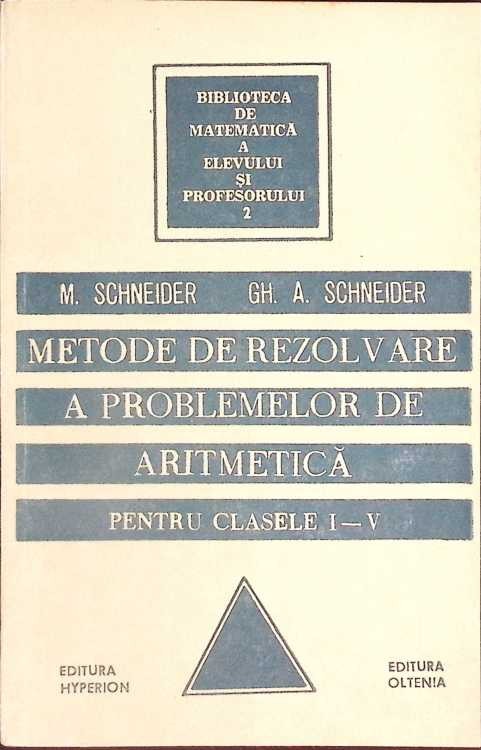 BIBLIOTECA
DE
MATEMATICĂ
A
ELEVULUI
ȘI
PROFESORULUI
2
M. SCHNEIDER GH. A. SCHNEIDER
METODE DE REZOLVARE
A PROBLEMELOR DE
ARITMETICĂ
PENTRU CLASELE I—V
EDITURA
HYPERION
EDITURA
OLTENIA